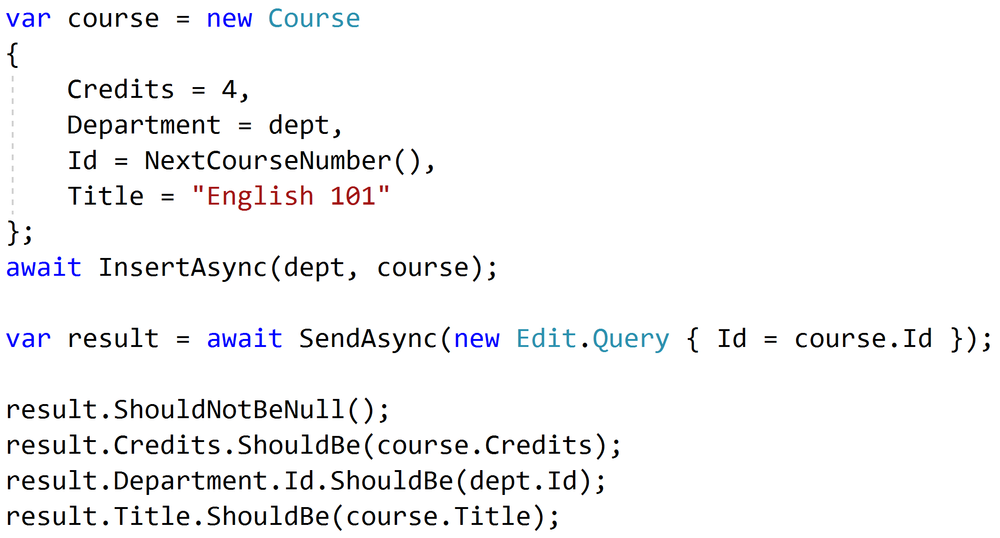 var course = new Course
{
    Credits = 4,
    Department = dept,
    Id = NextCourseNumber(),
    Title = "English 101"
};
await InsertAsync(dept, course);

var result = await SendAsync(new Edit.Query { Id = course.Id });

result.ShouldNotBeNull();
result.Credits.ShouldBe(course.Credits);
result.Department.Id.ShouldBe(dept.Id);
result.Title.ShouldBe(course.Title);